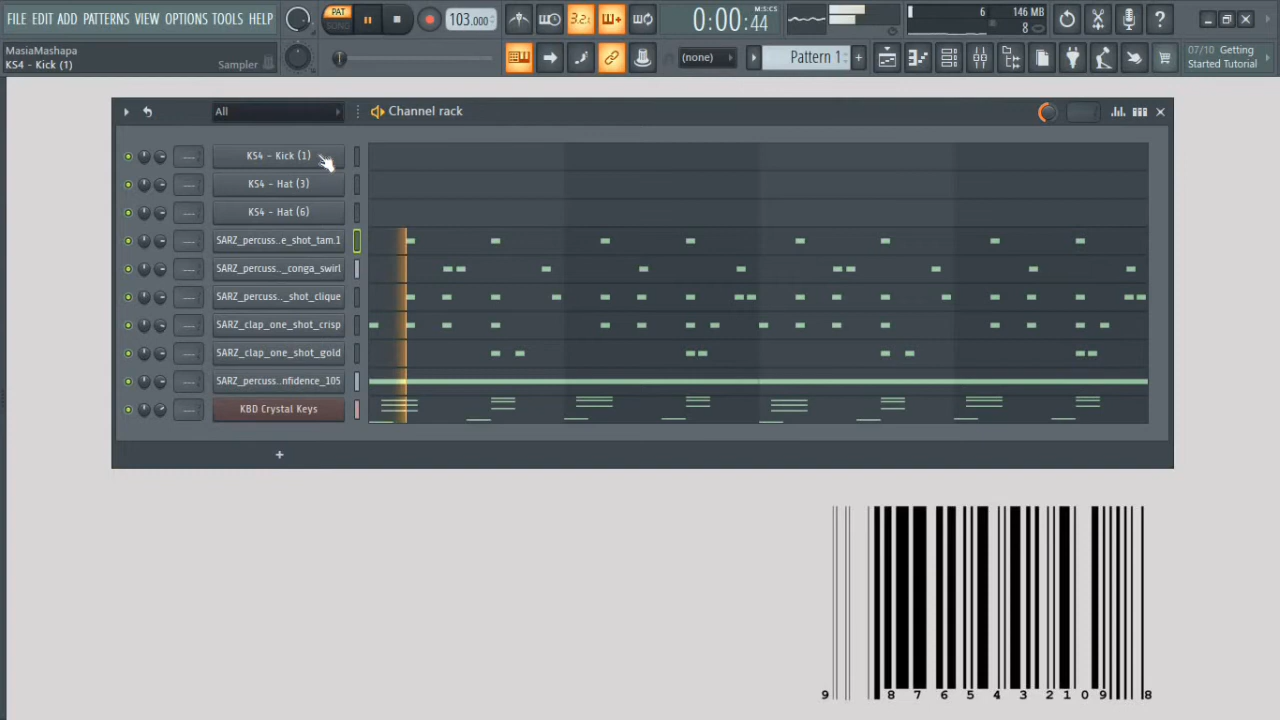 FILE EDIT ADD PATTERNS VIEW OPTIONS TOOLS HELP
PAT
SONG
103.000
3.2.
0:00:44
M:S:CS
6
146 MB
8
MasiaMashapa
KS4 - Kick (1)
Sampler
(none)
Pattern 1
+
07/10 Getting
Started Tutorial
All
Channel rack
KS4 - Kick (1)
KS4 - Hat (3)
KS4 - Hat (6)
SARZ_percuss...e_shot_tam.1
SARZ_percuss..._conga_swirl
SARZ_percuss..._shot_clique
SARZ_clap_one_shot_crisp
SARZ_clap_one_shot_gold
SARZ_percuss...nfidence_105
KBD Crystal Keys
+
9 8 7 6 5 4 3 2 1 0 9 8